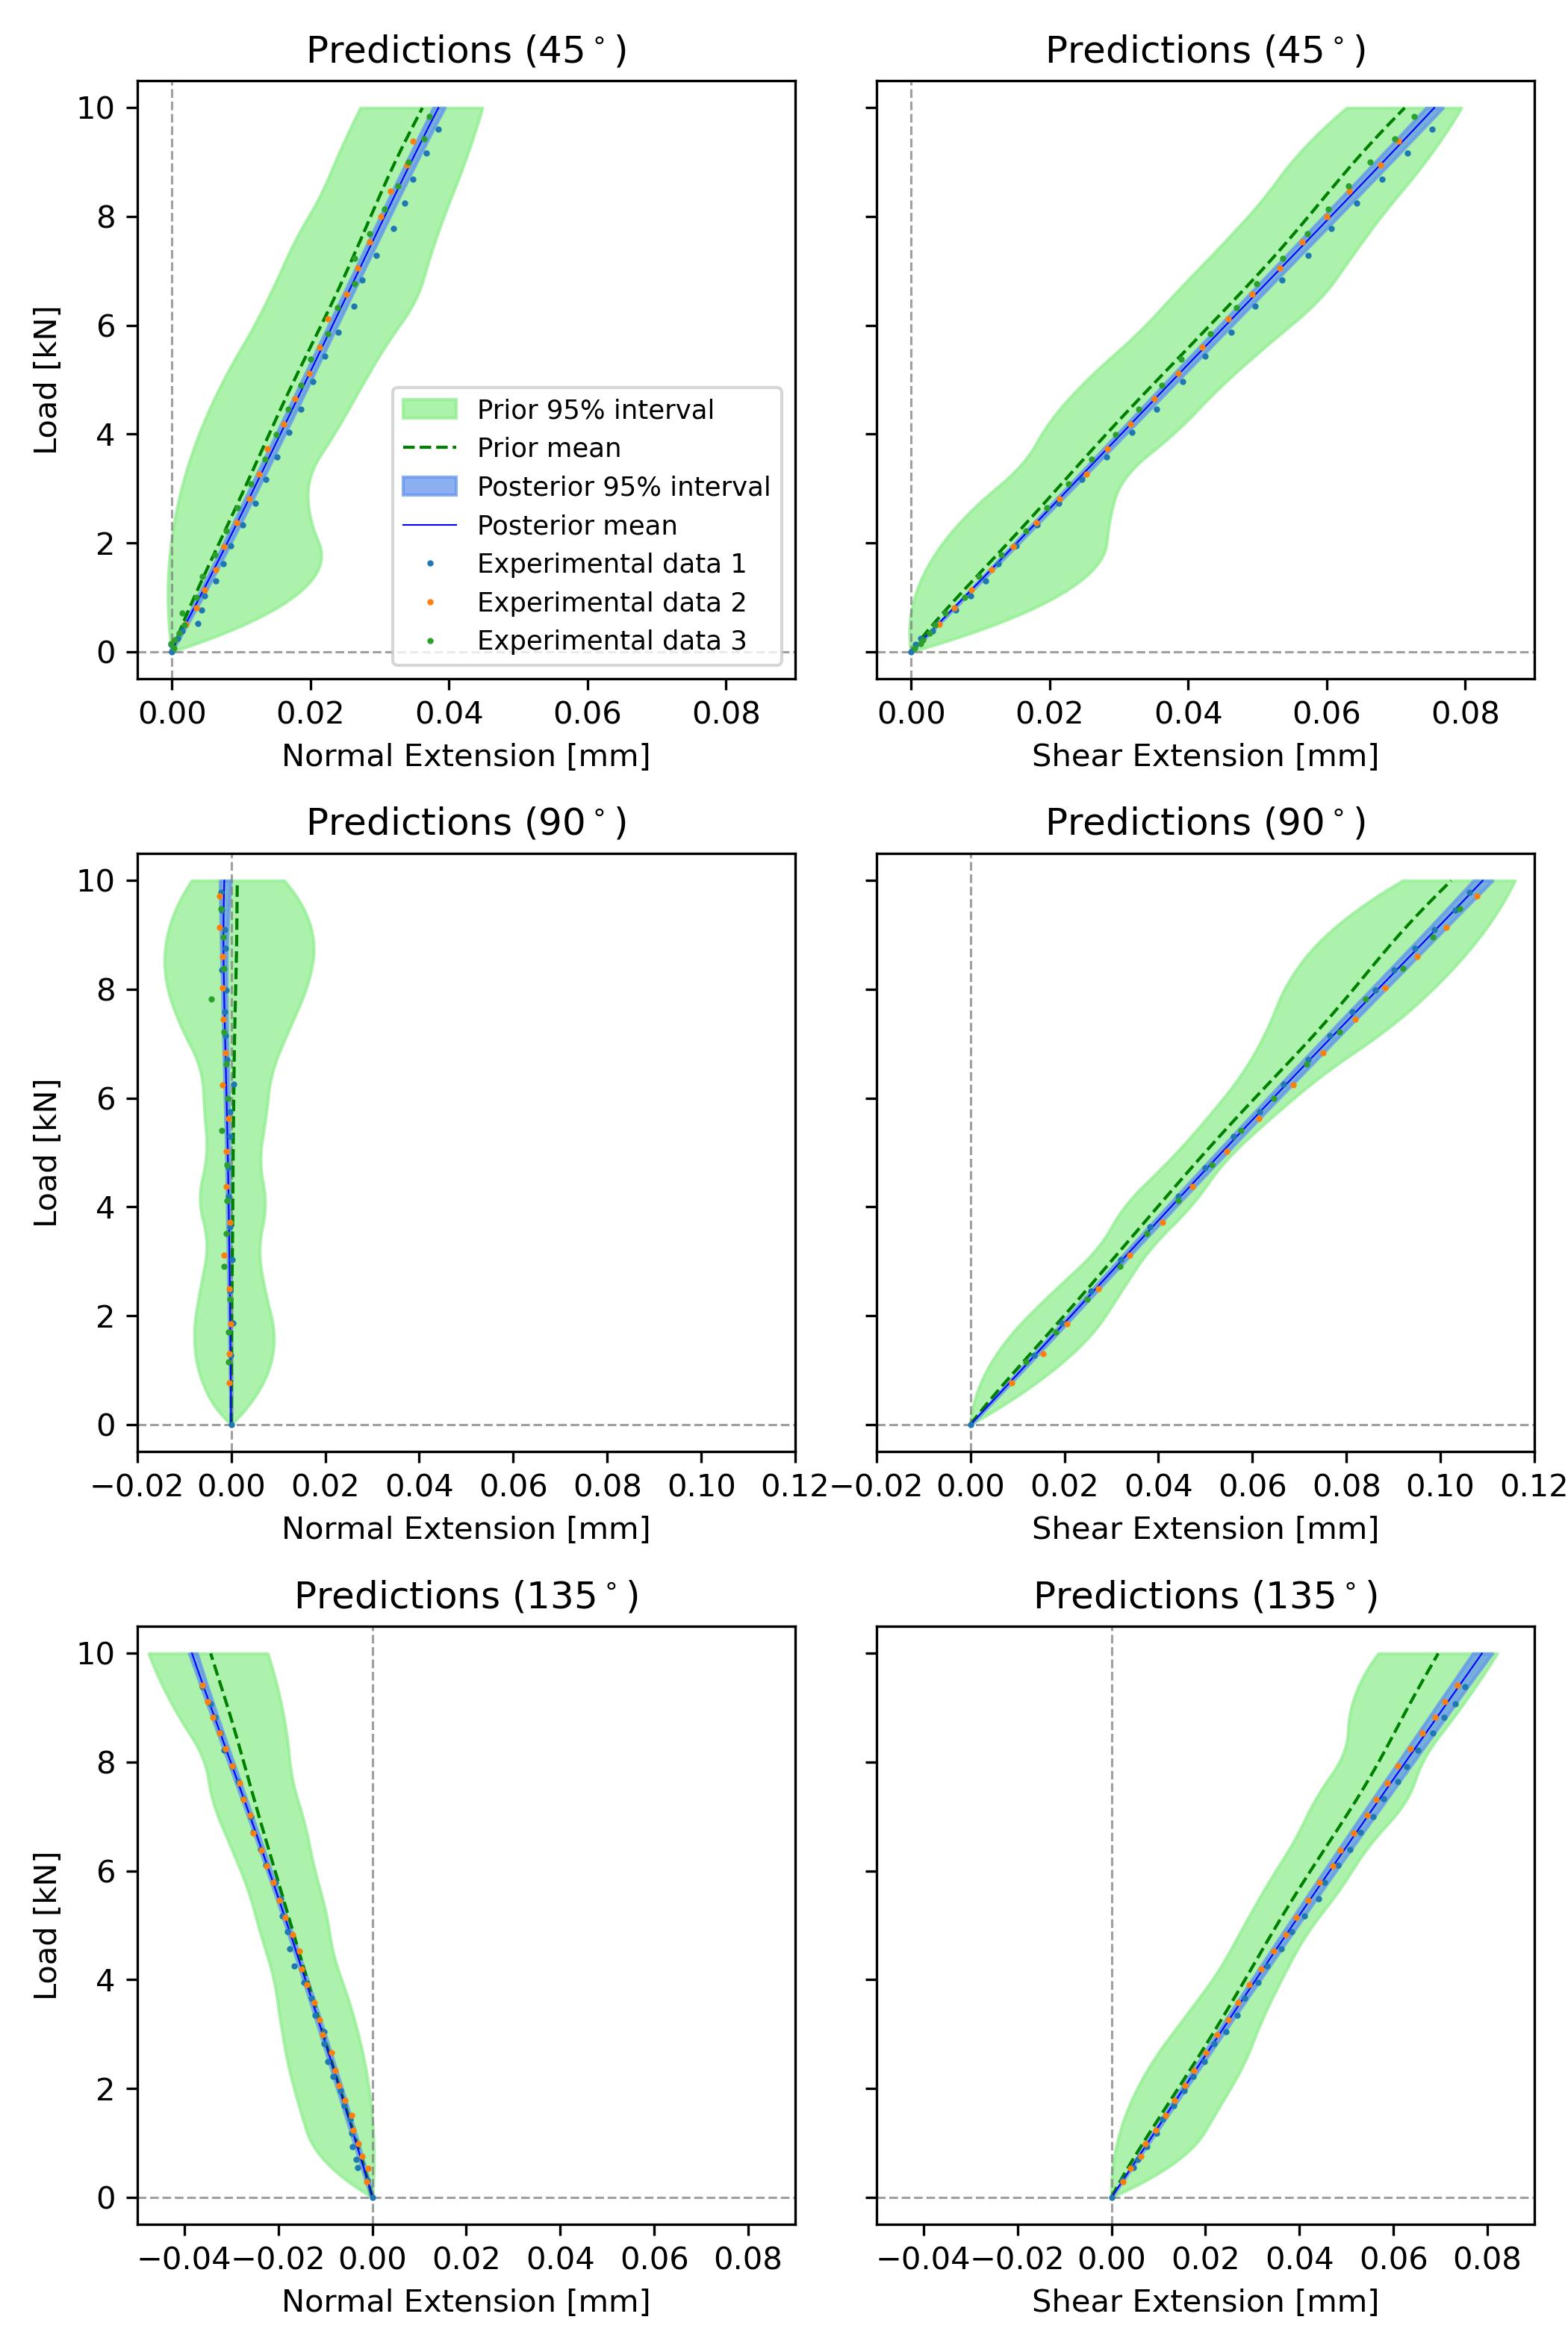 Predictions (45°)
Predictions (45°)
10
8
6
4
2
0
Load [kN]
Prior 95% interval
Prior mean
Posterior 95% interval
Posterior mean
Experimental data 1
Experimental data 2
Experimental data 3
0.00 0.02 0.04 0.06 0.08
0.00 0.02 0.04 0.06 0.08
Normal Extension [mm]
Shear Extension [mm]
Predictions (90°)
Predictions (90°)
10
8
6
4
2
0
Load [kN]
−0.02 0.00 0.02 0.04 0.06 0.08 0.10 0.12
−0.02 0.00 0.02 0.04 0.06 0.08 0.10 0.12
Normal Extension [mm]
Shear Extension [mm]
Predictions (135°)
Predictions (135°)
10
8
6
4
2
0
Load [kN]
−0.04 −0.02 0.00 0.02 0.04 0.06 0.08
−0.04 −0.02 0.00 0.02 0.04 0.06 0.08
Normal Extension [mm]
Shear Extension [mm]